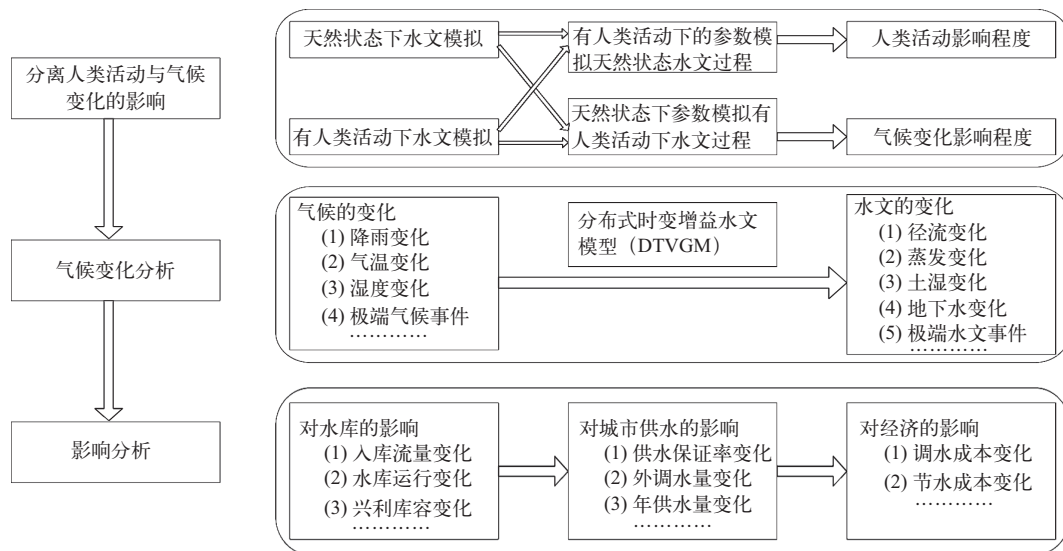 分离人类活动与气候
变化的影响
气候变化分析
影响分析
天然状态下水文模拟
有人类活动下水文模拟
有人类活动下的参数模
拟天然状态水文过程
天然状态下参数模拟有
人类活动下水文过程
人类活动影响程度
气候变化影响程度
气候的变化
(1) 降雨变化
(2) 气温变化
(3) 湿度变化
(4) 极端气候事件
…………
分布式时变增益水文
模型（DTVGM）
水文的变化
(1) 径流变化
(2) 蒸发变化
(3) 土湿变化
(4) 地下水变化
(5) 极端水文事件
…………
对水库的影响
(1) 入库流量变化
(2) 水库运行变化
(3) 兴利库容变化
…………
对城市供水的影响
(1) 供水保证率变化
(2) 外调水量变化
(3) 年供水量变化
…………
对经济的影响
(1) 调水成本变化
(2) 节水成本变化
…………